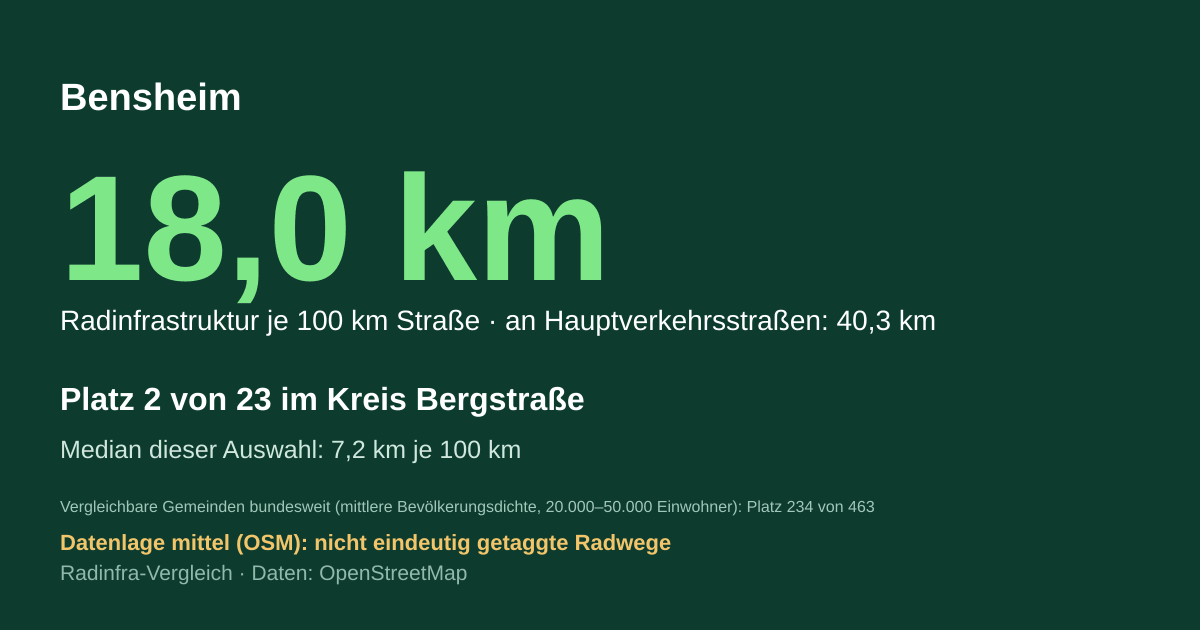 Bensheim
18,0 km
Radinfrastruktur je 100 km Straße · an Hauptverkehrsstraßen: 40,3 km
Platz 2 von 23 im Kreis Bergstraße
Median dieser Auswahl: 7,2 km je 100 km
Vergleichbare Gemeinden bundesweit (mittlere Bevölkerungsdichte, 20.000–50.000 Einwohner): Platz 234 von 463
Datenlage mittel (OSM): nicht eindeutig getaggte Radwege
Radinfra-Vergleich · Daten: OpenStreetMap